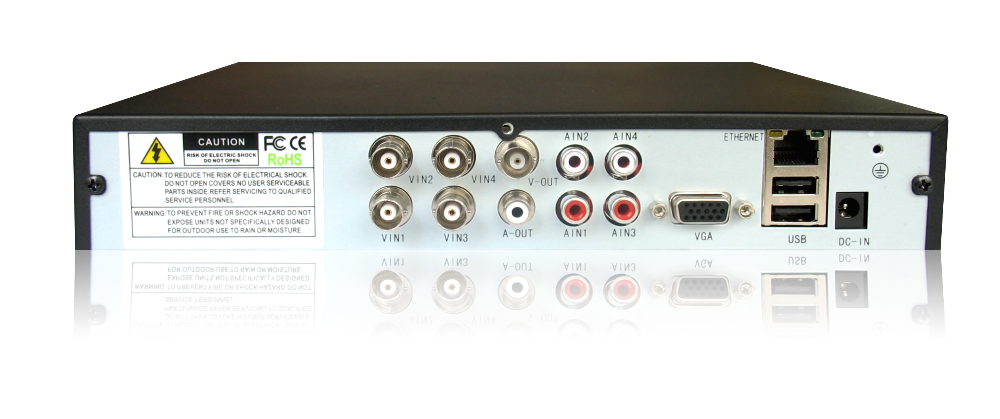 CAUTION
RISK OF ELECTRIC SHOCK
DO NOT OPEN
FC CE
RoHS
CAUTION:TO REDUCE THE RISK OF ELECTRICAL SHOCK.
DO NOT OPEN COVERS.NO USER SERVICEABLE
PARTS INSIDE.REFER SERVICING TO QUALIFIED
SERVICE PERSONNEL.
WARNING:TO PREVENT FIRE OR SHOCK HAZARD.DO NOT
EXPOSE UNITS NOT SPECIFICALLY DESIGNED
FOR OUTDOOR USE TO RAIN OR MOISTURE.
VIN2
VIN4
V-OUT
AIN2
AIN4
ETHERNET
VIN1
VIN3
A-OUT
AIN1
AIN3
VGA
USB
DC-IN